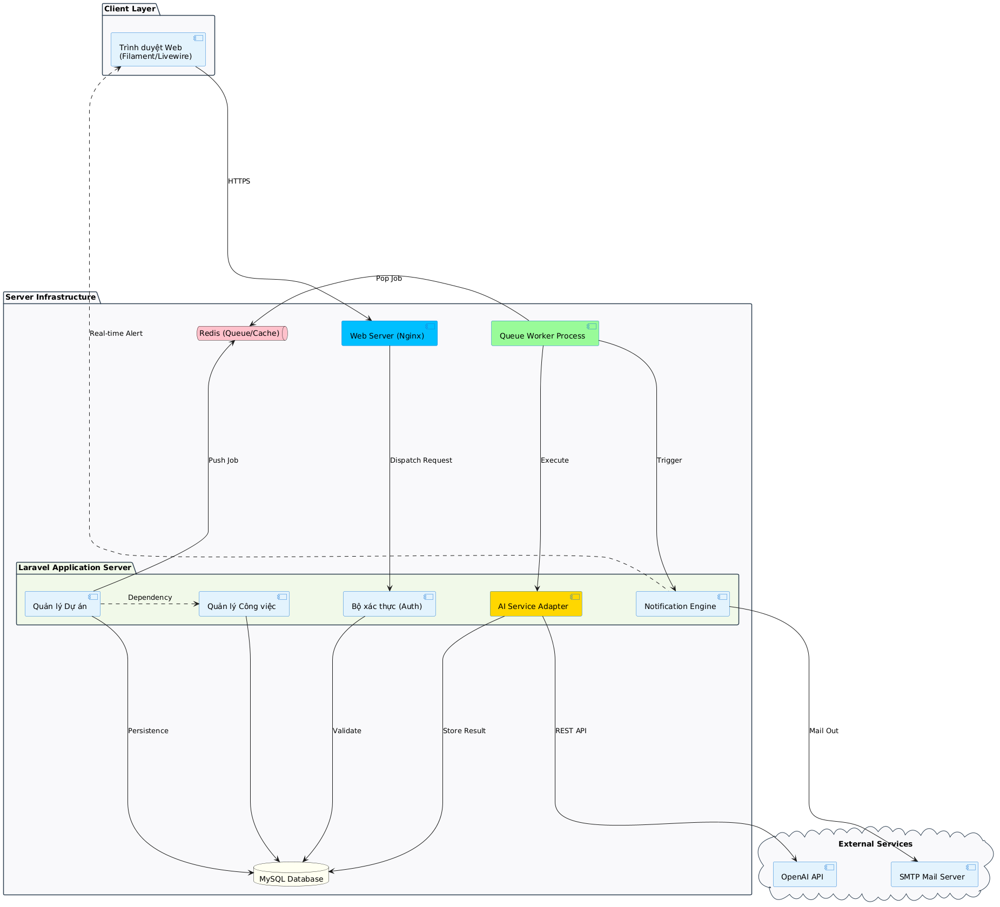 Client Layer
Trình duyệt Web
(Filament/Livewire)
HTTPS
Pop Job
Server Infrastructure
Real-time Alert
Redis (Queue/Cache)
Web Server (Nginx)
Queue Worker Process
Push Job
Dispatch Request
Execute
Trigger
Laravel Application Server
Dependency
Quản lý Dự án
Quản lý Công việc
Bộ xác thực (Auth)
AI Service Adapter
Notification Engine
Persistence
Validate
Store Result
REST API
Mail Out
External Services
MySQL Database
OpenAI API
SMTP Mail Server